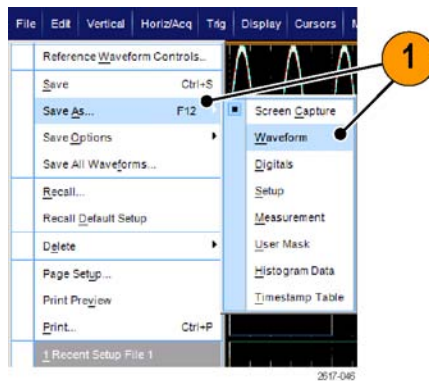 File Edit Vertical Horiz/Acq Trig Display Cursors
Reference Waveform Controls...
Save Ctrl+S
Save As... F12
Save Options
Save All Waveforms...
Recall...
Recall Default Setup
Delete
Page Setup...
Print Preview
Print... Ctrl+P
1 Recent Setup File 1
Screen Capture
Waveform
Digitals
Setup
Measurement
User Mask
Histogram Data
Timestamp Table
1
2617-046